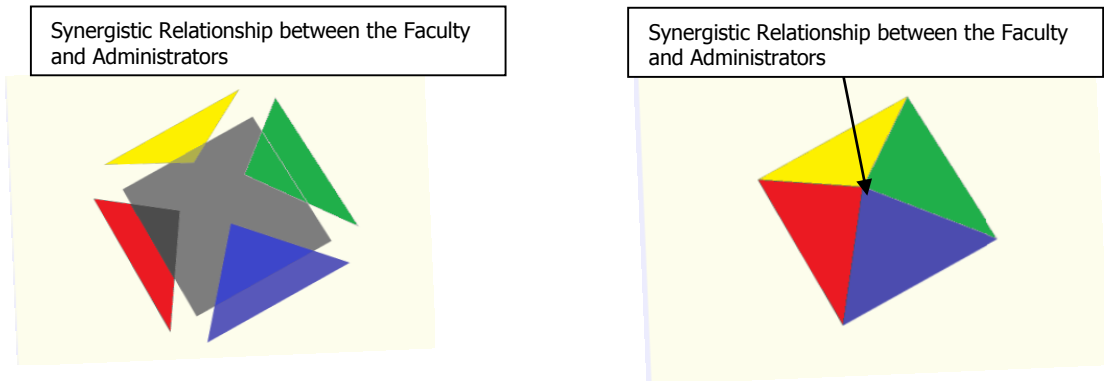 Synergistic Relationship between the Faculty
and Administrators
Synergistic Relationship between the Faculty
and Administrators